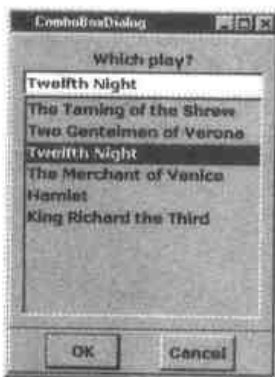 ComboBoxDialog
Which play?
Twelfth Night
The Taming of the Shrew
Two Gentelmen of Verona
Twelfth Night
The Merchant of Venice
Hamlet
King Richard the Third
OK Cancel